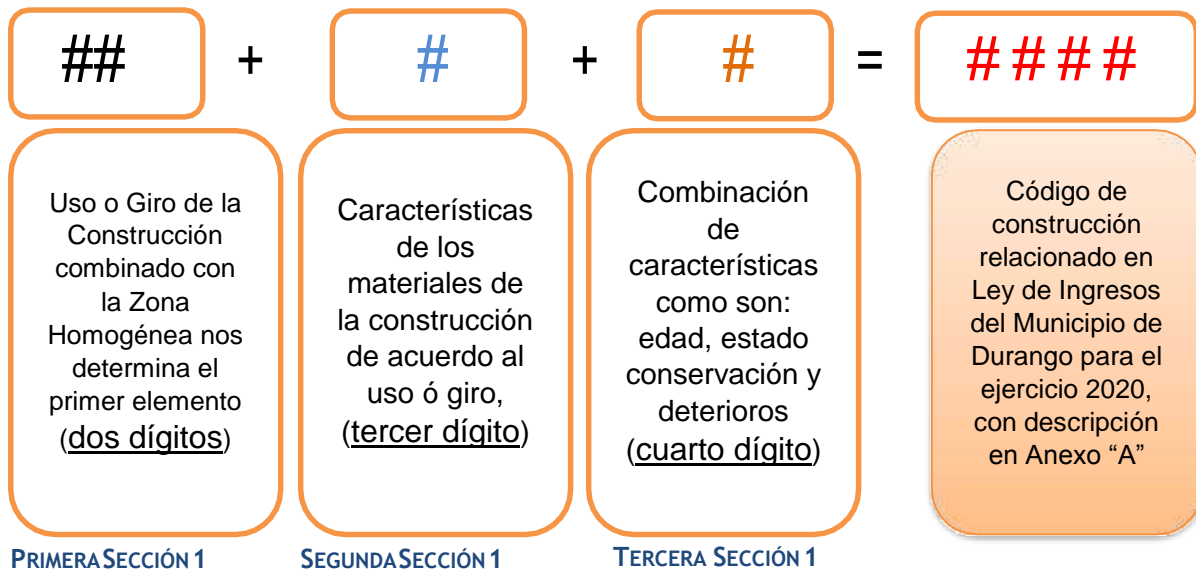 ## + # + # = # # # #
Uso o Giro de la
Construcción
combinado con
la Zona
Homogénea nos
determina el
primer elemento
(dos dígitos)
Características
de los
materiales de
la construcción
de acuerdo al
uso ó giro,
(tercer dígito)
Combinación
de
características
como son:
edad, estado
conservación y
deterioros
(cuarto dígito)
Código de
construcción
relacionado en
Ley de Ingresos
del Municipio de
Durango para el
ejercicio 2020,
con descripción
en Anexo “A”
PRIMERA SECCIÓN 1
SEGUNDA SECCIÓN 1
TERCERA SECCIÓN 1